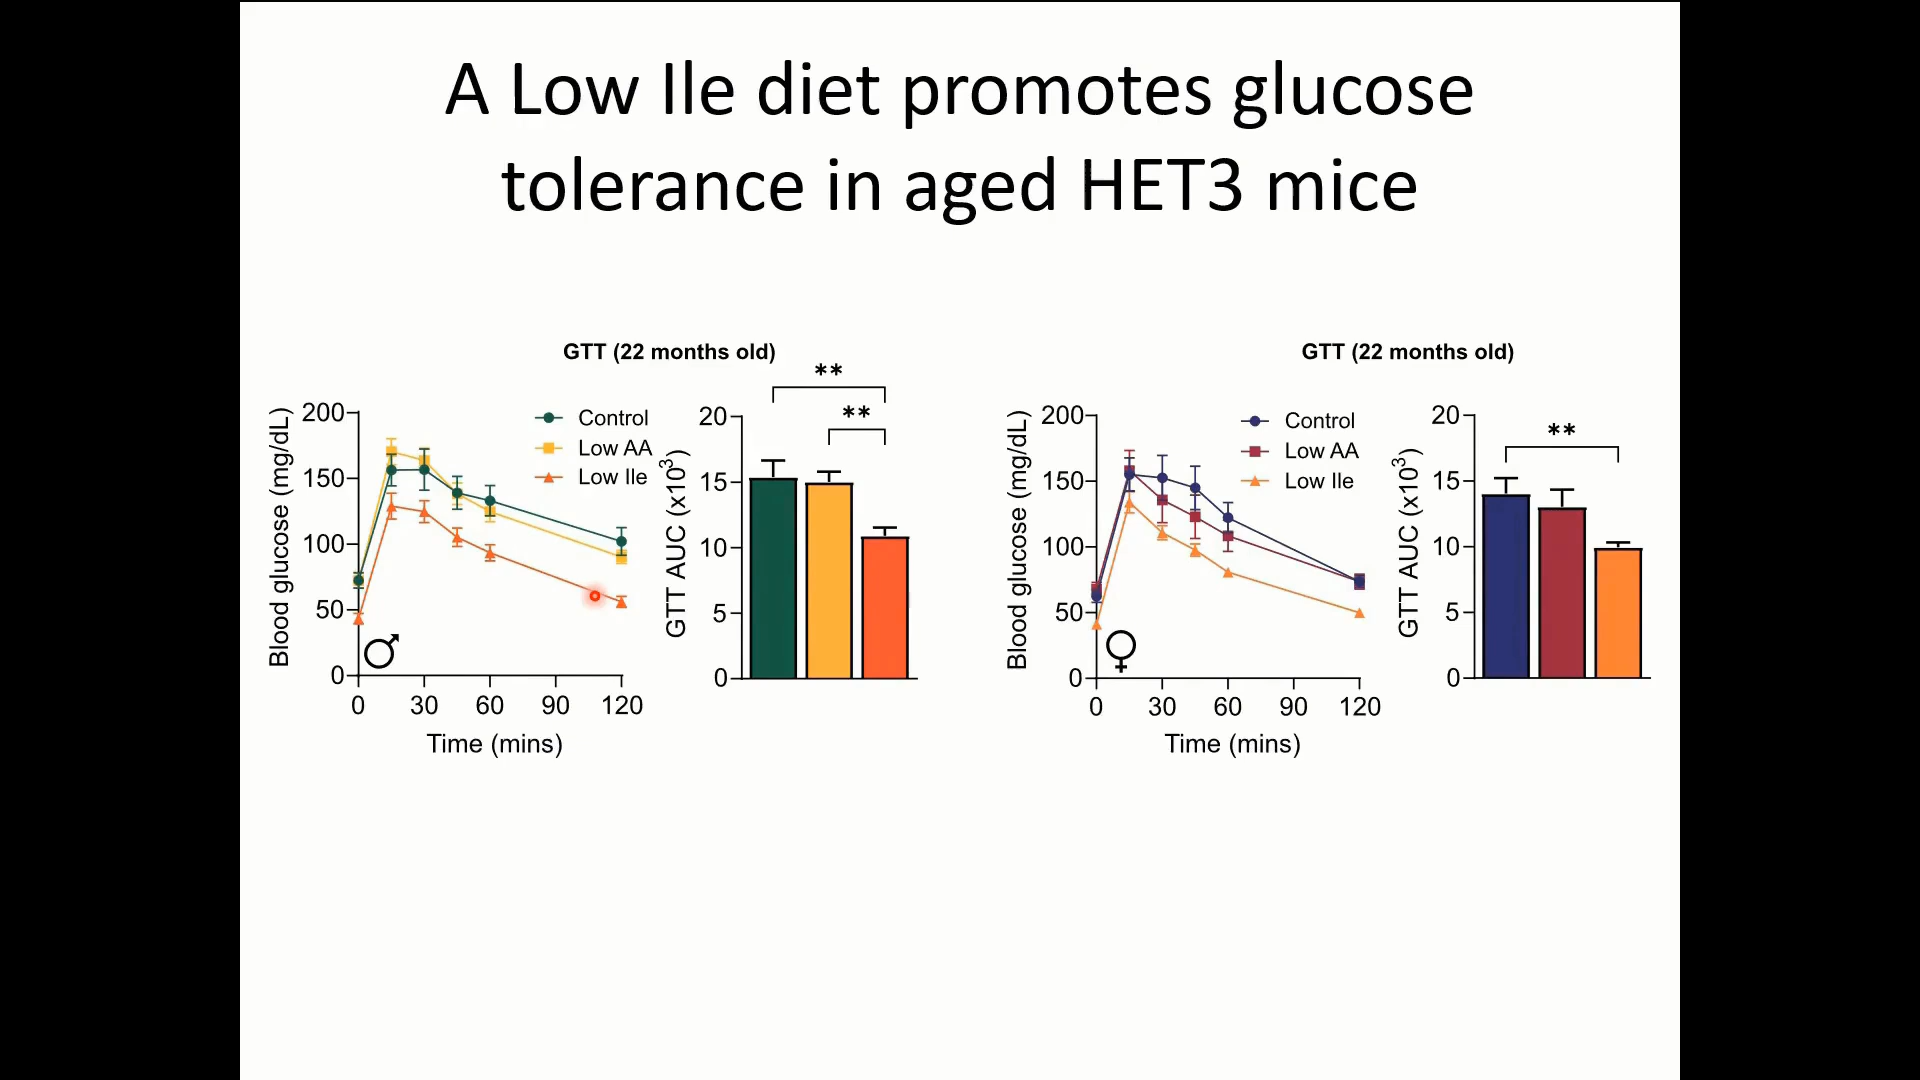 A Low Ile diet promotes glucose
tolerance in aged HET3 mice
GTT (22 months old)
Blood glucose (mg/dL)
200
150
100
50
0
Control
Low AA
Low Ile
♂
0 30 60 90 120
Time (mins)
GTT AUC (x10³)
20
15
10
5
0
**
**
GTT (22 months old)
Blood glucose (mg/dL)
200
150
100
50
0
Control
Low AA
Low Ile
♀
0 30 60 90 120
Time (mins)
GTT AUC (x10³)
20
15
10
5
0
**